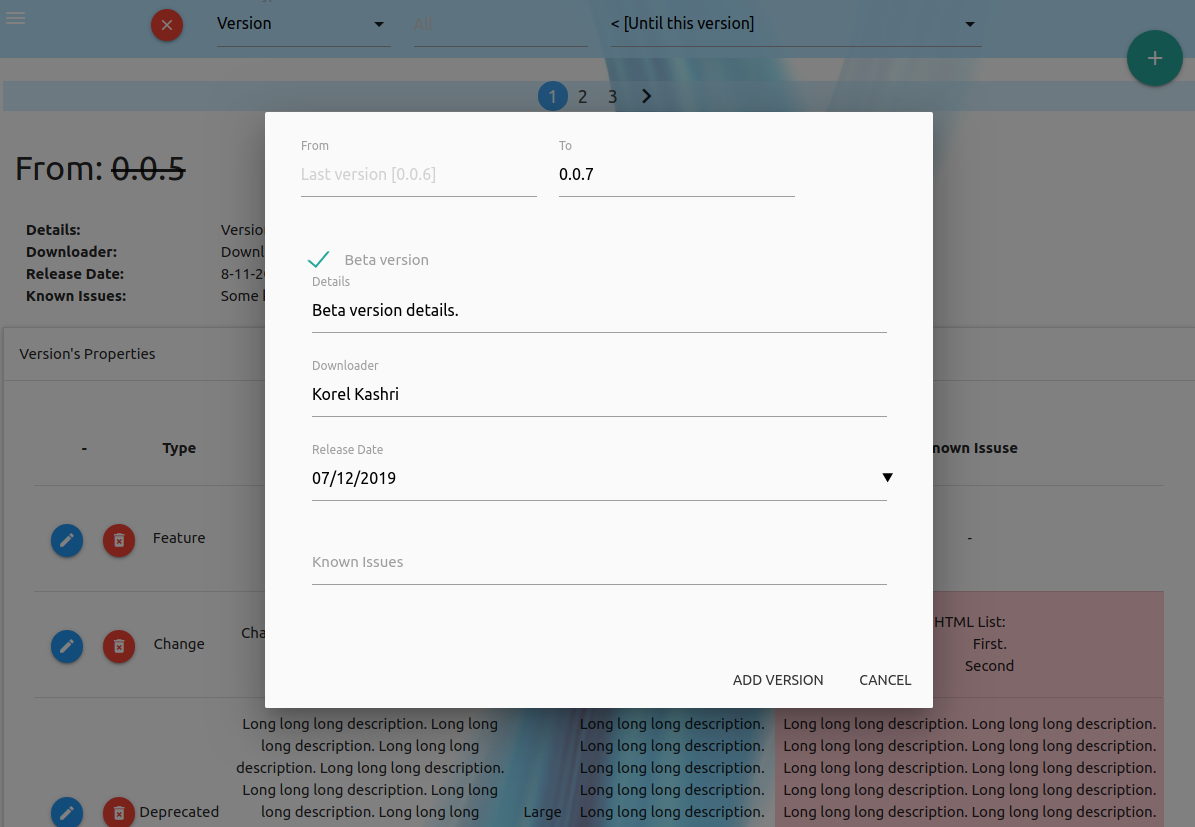 Version All < [Until this version]
+
1 2 3
From: 0.0.5
Details: Versio
Downloader: Downl
Release Date: 8-11-20
Known Issues: Some
Version's Properties
- Type nown Issuse
Feature -
Change Cha HTML List:
First.
Second
Long long long description. Long long Long long long description. Long long long description. Long long long description.
long description. Long long long Long long long description. Long long long description. Long long long description.
description. Long long long description. Long long long description. Long long long description. Long long long description.
Long long long description. Long long Long long long description. Long long long description. Long long long description.
Deprecated long description. Long long long Large Long long long description. Long long long description. Long long long description.
From To
Last version [0.0.6] 0.0.7
Beta version
Details
Beta version details.
Downloader
Korel Kashri
Release Date
07/12/2019
Known Issues
ADD VERSION CANCEL